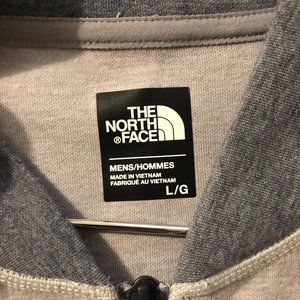 THE
NORTH
®FACE
MENS/HOMMES
MADE IN VIETNAM
FABRIQUÉ AU VIETNAM
L/G